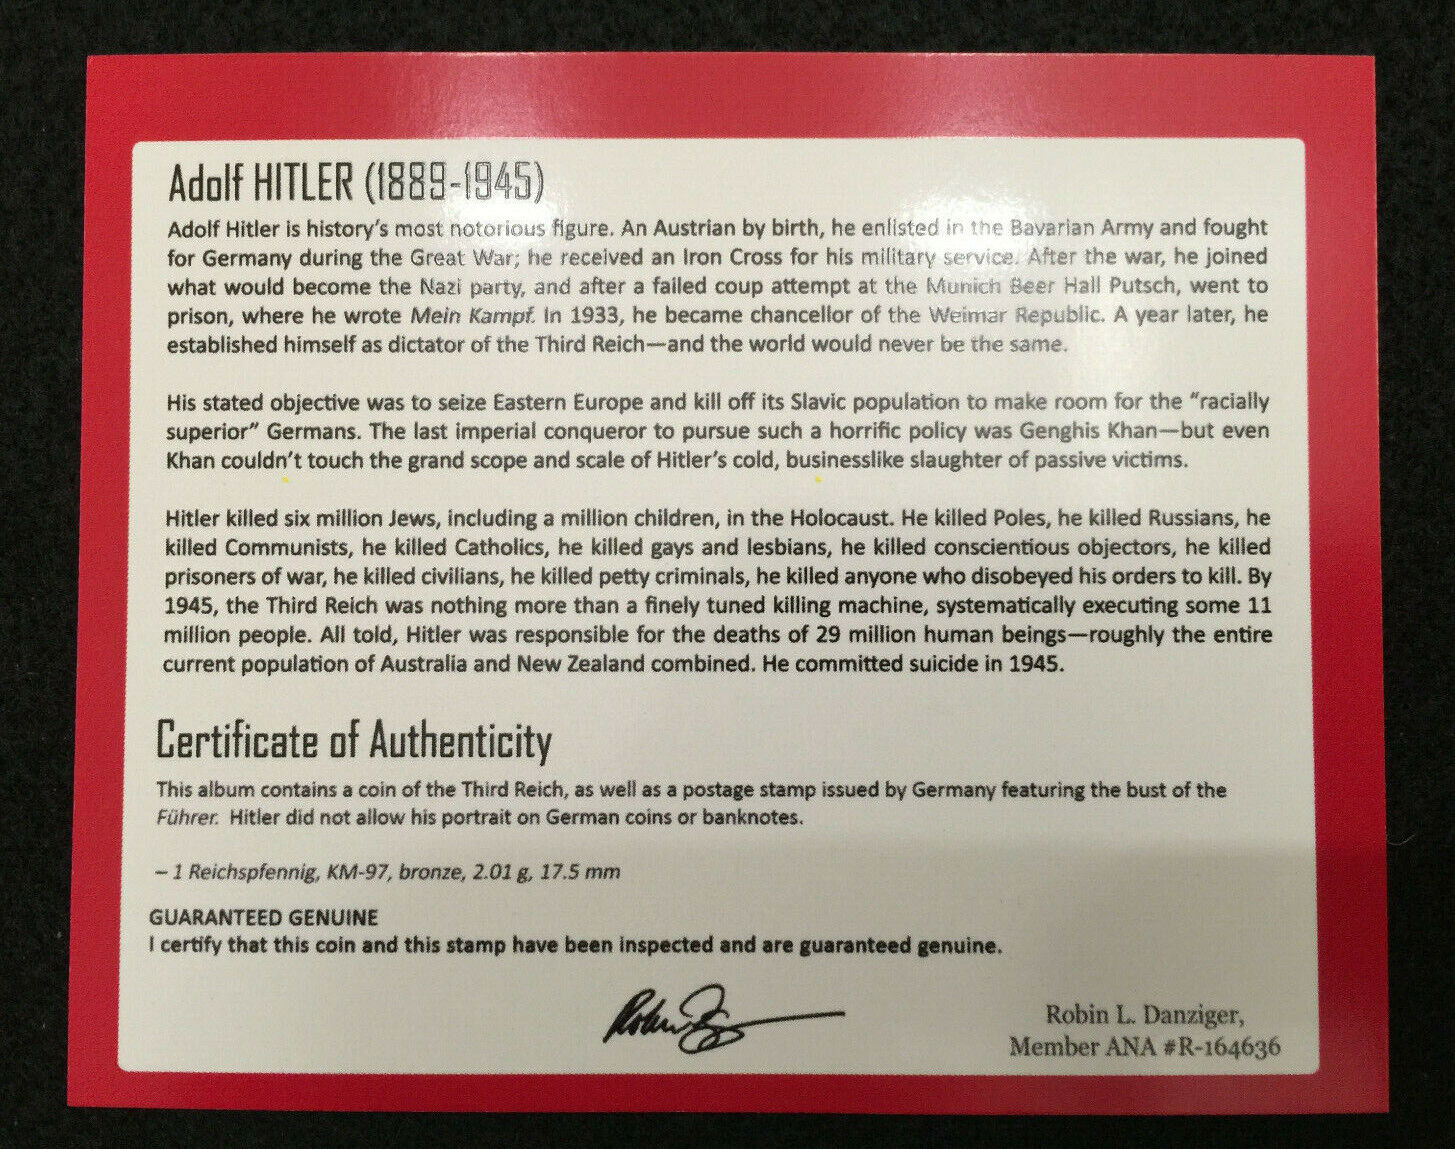 Adolf HITLER (1889-1945)
Adolf Hitler is history's most notorious figure. An Austrian by birth, he enlisted in the Bavarian Army and fought
for Germany during the Great War; he received an Iron Cross for his military service. After the war, he joined
what would become the Nazi party, and after a failed coup attempt at the Munich Beer Hall Putsch, went to
prison, where he wrote Mein Kampf. In 1933, he became chancellor of the Weimar Republic. A year later, he
established himself as dictator of the Third Reich—and the world would never be the same.
His stated objective was to seize Eastern Europe and kill off its Slavic population to make room for the "racially
superior" Germans. The last imperial conqueror to pursue such a horrific policy was Genghis Khan—but even
Khan couldn't touch the grand scope and scale of Hitler's cold, businesslike slaughter of passive victims.
Hitler killed six million Jews, including a million children, in the Holocaust. He killed Poles, he killed Russians, he
killed Communists, he killed Catholics, he killed gays and lesbians, he killed conscientious objectors, he killed
prisoners of war, he killed civilians, he killed petty criminals, he killed anyone who disobeyed his orders to kill. By
1945, the Third Reich was nothing more than a finely tuned killing machine, systematically executing some 11
million people. All told, Hitler was responsible for the deaths of 29 million human beings—roughly the entire
current population of Australia and New Zealand combined. He committed suicide in 1945.
Certificate of Authenticity
This album contains a coin of the Third Reich, as well as a postage stamp issued by Germany featuring the bust of the
Führer. Hitler did not allow his portrait on German coins or banknotes.
– 1 Reichspfennig, KM-97, bronze, 2.01 g, 17.5 mm
GUARANTEED GENUINE
I certify that this coin and this stamp have been inspected and are guaranteed genuine.
Robin L. Danziger,
Member ANA #R-164636